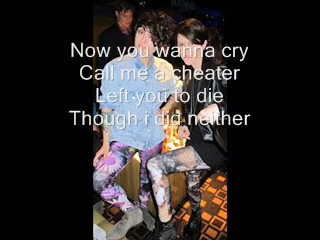 Now you wanna cry
Call me a cheater
Left you to die
Though i did neither